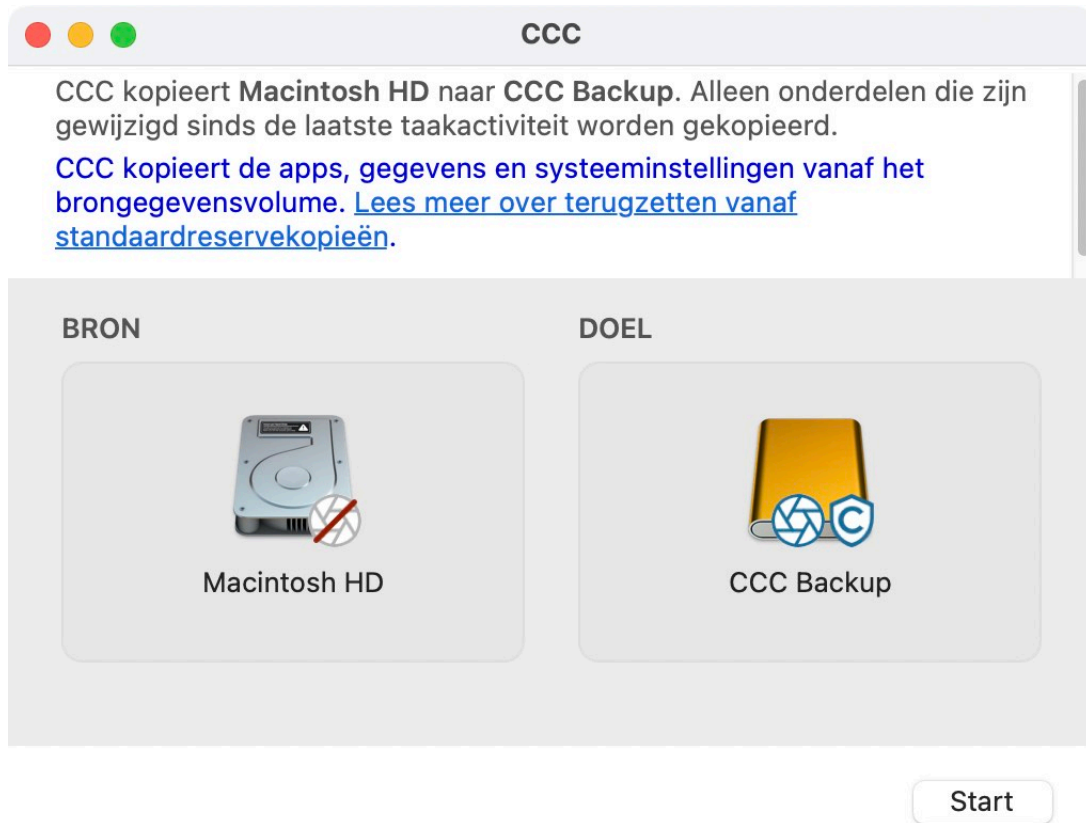 CCC
CCC kopieert Macintosh HD naar CCC Backup. Alleen onderdelen die zijn
gewijzigd sinds de laatste taakactiviteit worden gekopieerd.
CCC kopieert de apps, gegevens en systeeminstellingen vanaf het
brongegevensvolume. Lees meer over terugzetten vanaf
standaardreservekopieën.
BRON
DOEL
Macintosh HD
CCC Backup
Start